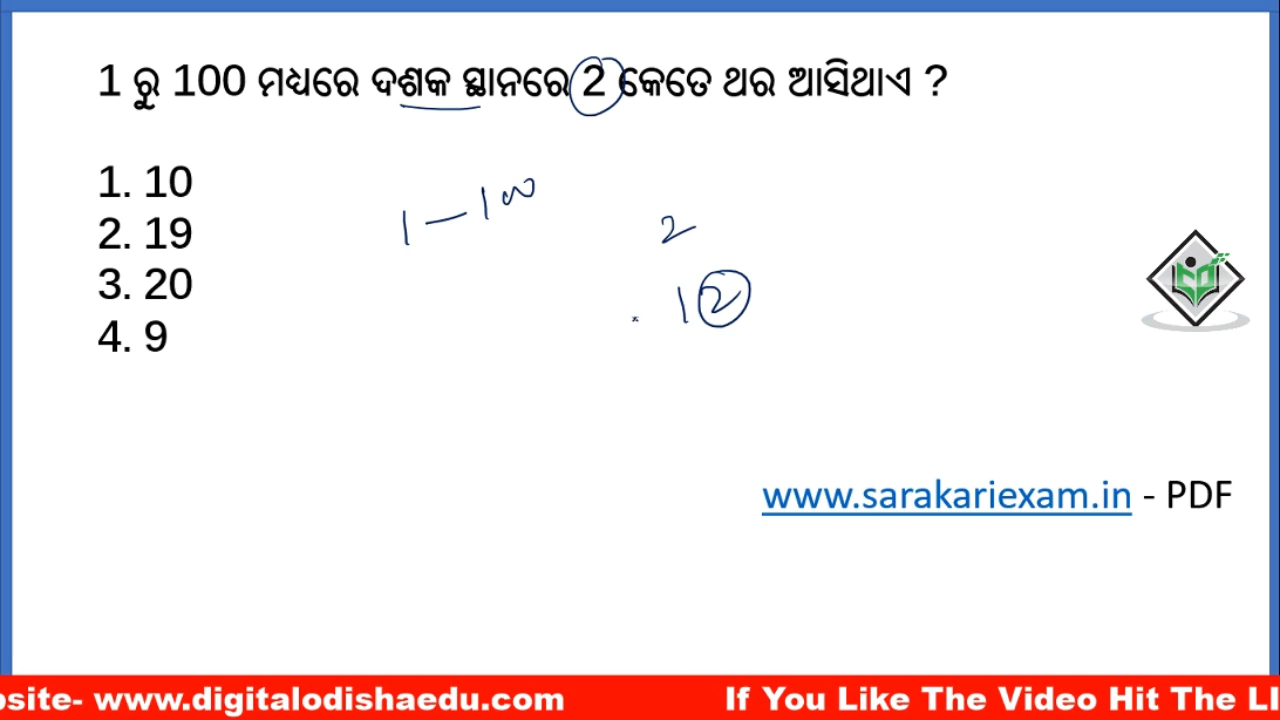 1 ରୁ 100 ମଧ୍ୟରେ ଦଶକ ସ୍ଥାନରେ 2 କେତେ ଥର ଆସିଥାଏ ?
1. 10
2. 19
3. 20
4. 9
1 – 100
2
12
www.sarakariexam.in - PDF
osite- www.digitalodishaedu.com If You Like The Video Hit The LI